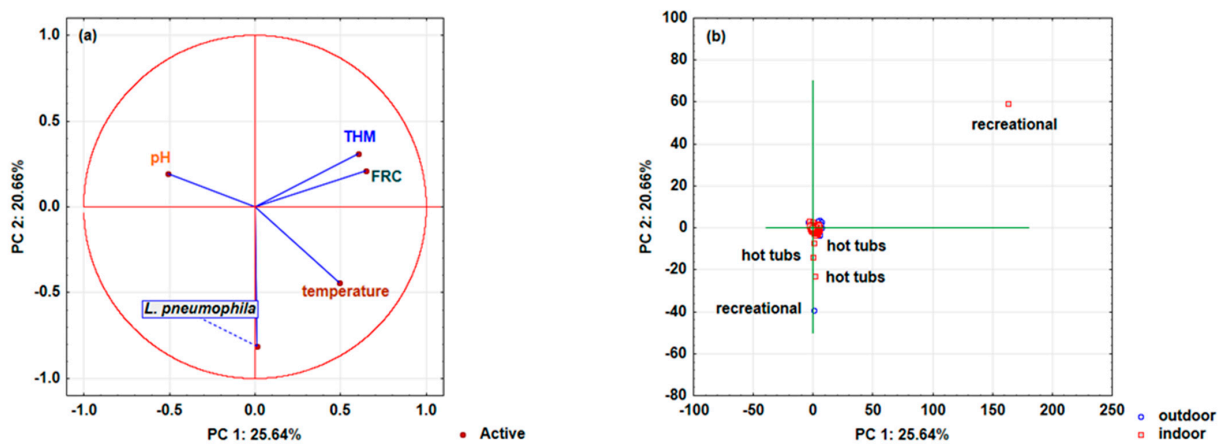 (a)
1.0
0.5
0.0
-0.5
-1.0
PC 2: 20.66%
THM
pH
FRC
temperature
L. pneumophila
-1.0 -0.5 0.0 0.5 1.0
PC 1: 25.64%
Active
(b)
100
80
60
40
20
0
-20
-40
-60
-80
PC 2: 20.66%
recreational
hot tubs
hot tubs
hot tubs
recreational
-100 -50 0 50 100 150 200 250
PC 1: 25.64%
outdoor
indoor